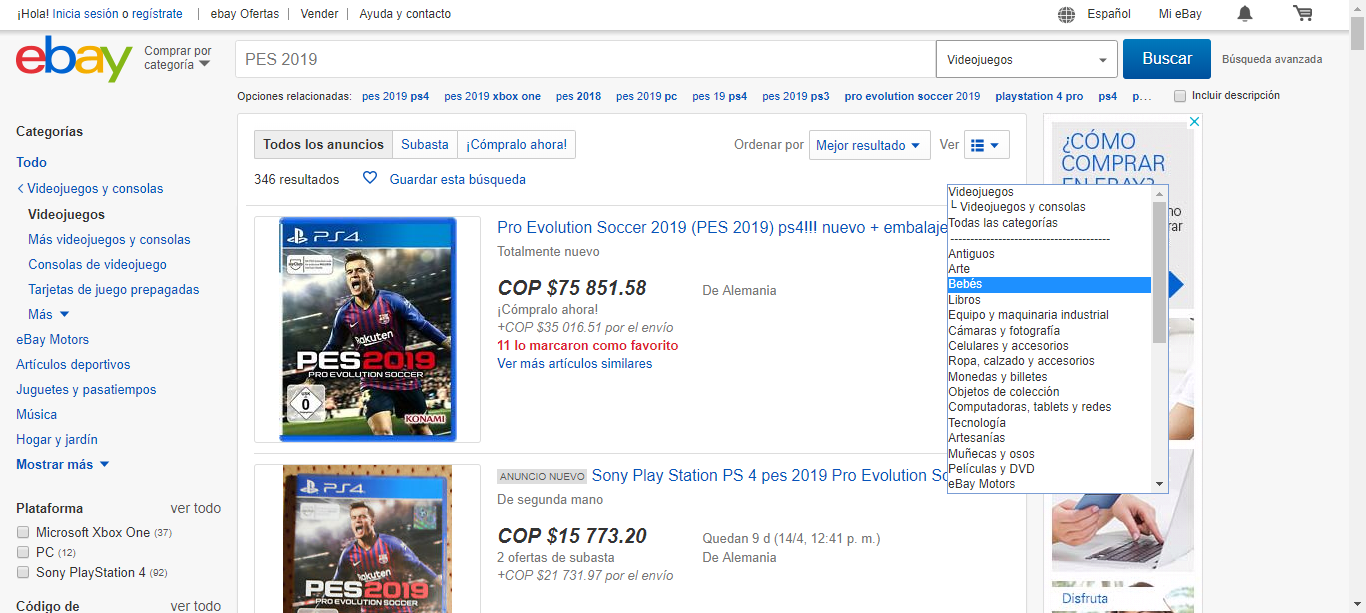 ¡Hola! Inicia sesión o regístrate | ebay Ofertas | Vender | Ayuda y contacto Español Mi eBay
ebay Comprar por categoría PES 2019 Videojuegos Buscar Búsqueda avanzada
Opciones relacionadas: pes 2019 ps4 pes 2019 xbox one pes 2018 pes 2019 pc pes 19 ps4 pes 2019 ps3 pro evolution soccer 2019 playstation 4 pro ps4 p... Incluir descripción
Categorías
Todo
Videojuegos y consolas
Videojuegos
Más videojuegos y consolas
Consolas de videojuego
Tarjetas de juego prepagadas
Más
eBay Motors
Artículos deportivos
Juguetes y pasatiempos
Música
Hogar y jardín
Mostrar más
Plataforma ver todo
Microsoft Xbox One (37)
PC (12)
Sony PlayStation 4 (92)
Código de ver todo
Todos los anuncios Subasta ¡Cómpralo ahora! Ordenar por Mejor resultado Ver
346 resultados Guardar esta búsqueda
PS4
Rakuten
PES2019
PRO EVOLUTION SOCCER
USK
0
KONAMI
Pro Evolution Soccer 2019 (PES 2019) ps4!!! nuevo + embalaje
Totalmente nuevo
COP $75 851.58 De Alemania
¡Cómpralo ahora!
+COP $35 016.51 por el envío
11 lo marcaron como favorito
Ver más artículos similares
PS4
Rakuten
PES2019
PRO EVOLUTION SOCCER
ANUNCIO NUEVO Sony Play Station PS 4 pes 2019 Pro Evolution So
De segunda mano
COP $15 773.20 Quedan 9 d (14/4, 12:41 p. m.)
2 ofertas de subasta De Alemania
+COP $21 731.97 por el envío
Videojuegos
└ Videojuegos y consolas
Todas las categorías
----------------------------------------
Antiguos
Arte
Bebés
Libros
Equipo y maquinaria industrial
Cámaras y fotografía
Celulares y accesorios
Ropa, calzado y accesorios
Monedas y billetes
Objetos de colección
Computadoras, tablets y redes
Tecnología
Artesanías
Muñecas y osos
Películas y DVD
eBay Motors
¿CÓMO
COMPRAR
EN EBAY?
Disfruta